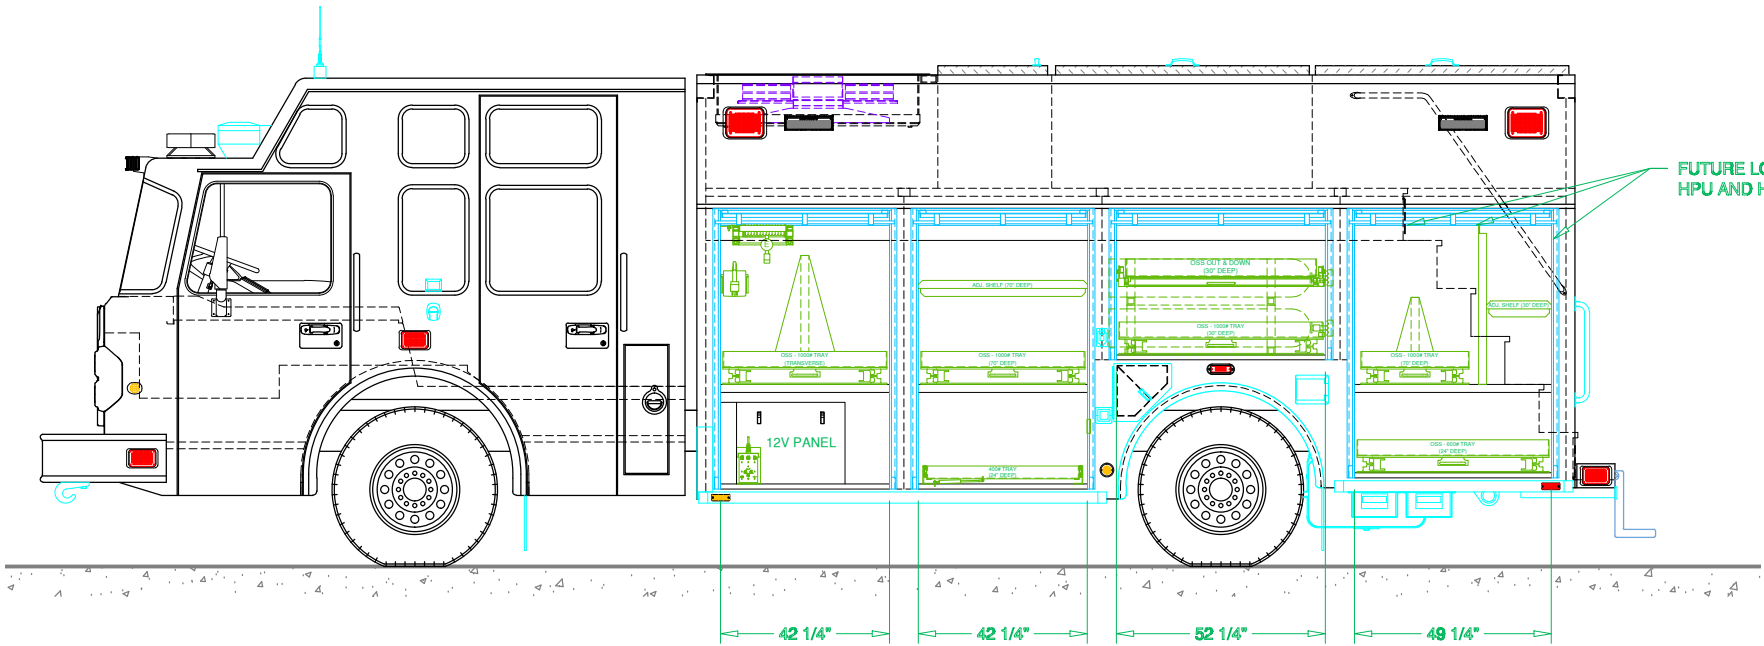 FUTURE LO
HPU AND H
OSS CUT & DOWN
(30" DEEP)
ADJ. SHELF (70" DEEP)
ADJ. SHELF (30" DEEP)
OSS - 1000# TRAY
(30" DEEP)
OSS - 1000# TRAY
(TRANSVERSE)
OSS - 1000# TRAY
(70" DEEP)
OSS - 1000# TRAY
(70" DEEP)
12V PANEL
OSS - 600# TRAY
(24" DEEP)
400# TRAY
(24" DEEP)
42 1/4"
42 1/4"
52 1/4"
49 1/4"